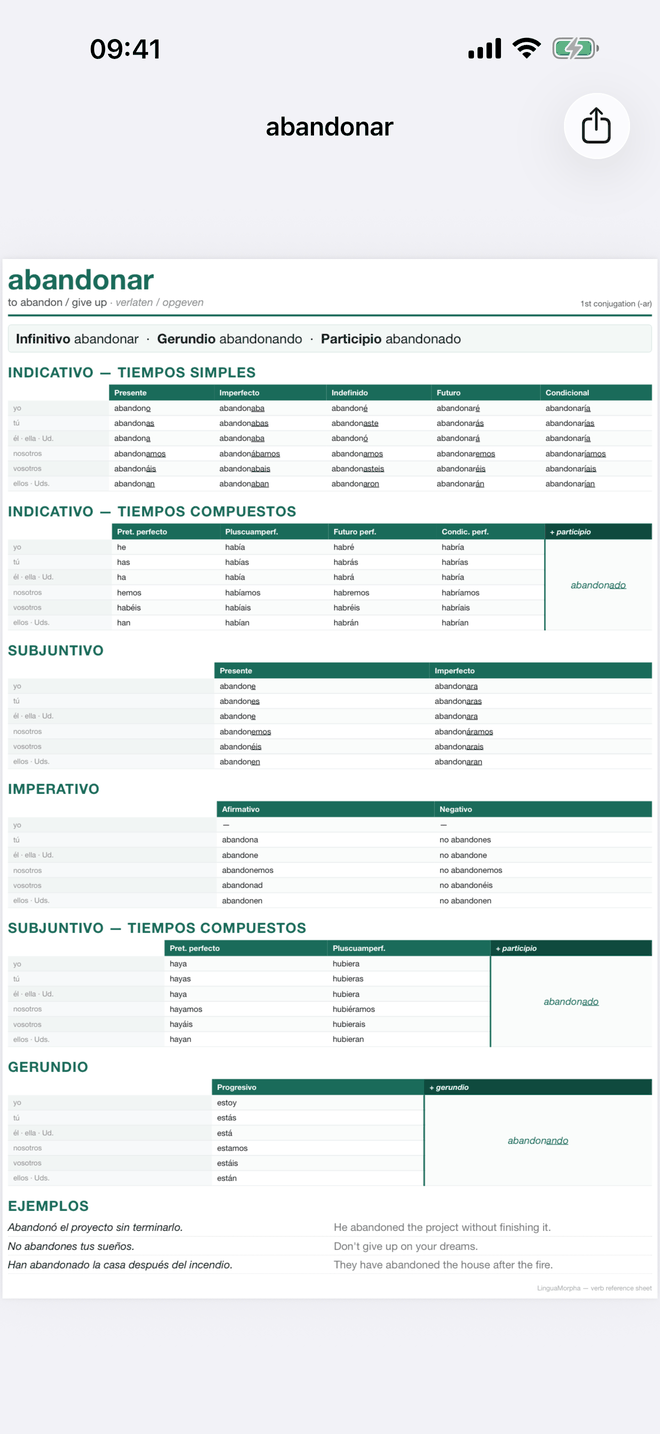 09:41
abandonar
abandonar
to abandon / give up · verlaten / opgeven
1st conjugation (-ar)
Infinitivo abandonar · Gerundio abandonando · Participio abandonado
INDICATIVO — TIEMPOS SIMPLES
Presente Imperfecto Indefinido Futuro Condicional
yo abandono abandonaba abandoné abandonaré abandonaría
tú abandonas abandonabas abandonaste abandonarás abandonarías
él · ella · Ud. abandona abandonaba abandonó abandonará abandonaría
nosotros abandonamos abandonábamos abandonamos abandonaremos abandonaríamos
vosotros abandonáis abandonabais abandonasteis abandonaréis abandonaríais
ellos · Uds. abandonan abandonaban abandonaron abandonarán abandonarían
INDICATIVO — TIEMPOS COMPUESTOS
Pret. perfecto Pluscuamperf. Futuro perf. Condic. perf. + participio
yo he había habré habría
tú has habías habrás habrías
él · ella · Ud. ha había habrá habría
abandonado
nosotros hemos habíamos habremos habríamos
vosotros habéis habíais habréis habríais
ellos · Uds. han habían habrán habrían
SUBJUNTIVO
Presente Imperfecto
yo abandone abandonara
tú abandones abandonaras
él · ella · Ud. abandone abandonara
nosotros abandonemos abandonáramos
vosotros abandonéis abandonarais
ellos · Uds. abandonen abandonaran
IMPERATIVO
Afirmativo Negativo
yo — —
tú abandona no abandones
él · ella · Ud. abandone no abandone
nosotros abandonemos no abandonemos
vosotros abandonad no abandonéis
ellos · Uds. abandonen no abandonen
SUBJUNTIVO — TIEMPOS COMPUESTOS
Pret. perfecto Pluscuamperf. + participio
yo haya hubiera
tú hayas hubieras
él · ella · Ud. haya hubiera
abandonado
nosotros hayamos hubiéramos
vosotros hayáis hubierais
ellos · Uds. hayan hubieran
GERUNDIO
Progresivo + gerundio
yo estoy
tú estás
él · ella · Ud. está
abandonando
nosotros estamos
vosotros estáis
ellos · Uds. están
EJEMPLOS
Abandonó el proyecto sin terminarlo. He abandoned the project without finishing it.
No abandones tus sueños. Don't give up on your dreams.
Han abandonado la casa después del incendio. They have abandoned the house after the fire.
LinguaMorpha — verb reference sheet